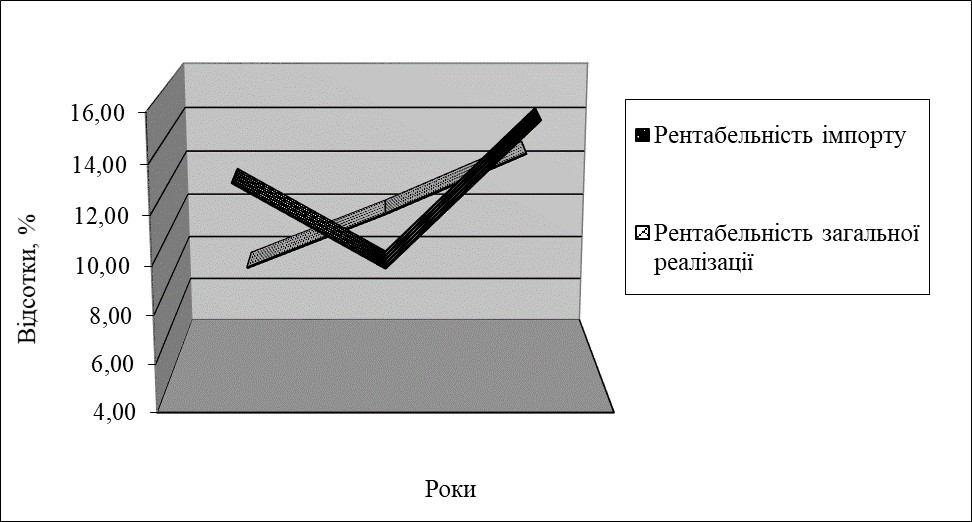 16,00
14,00
12,00
10,00
8,00
6,00
4,00
Відсотки, %
Роки
Рентабельність імпорту
Рентабельність загальної
реалізації